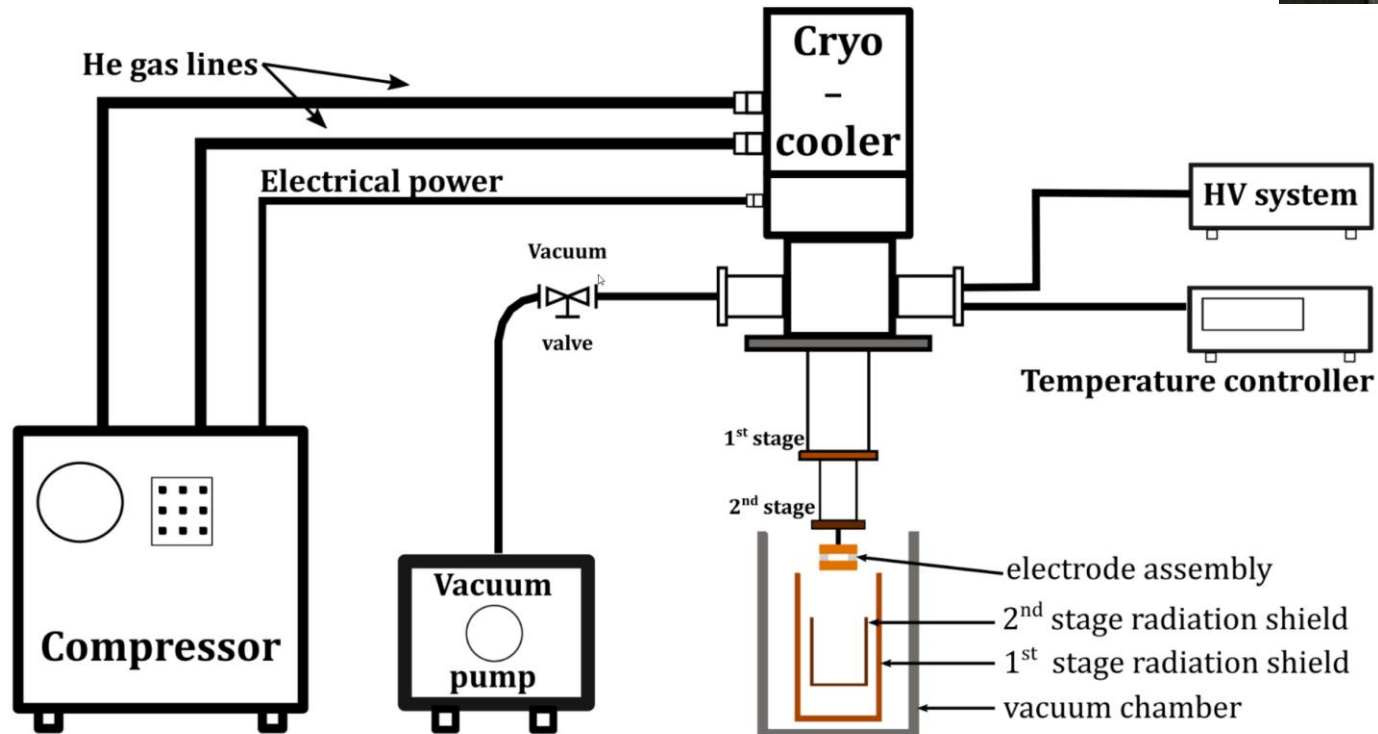 Cryo
–
cooler
He gas lines
Electrical power
HV system
Vacuum
valve
Temperature controller
1st stage
2nd stage
electrode assembly
2nd stage radiation shield
1st stage radiation shield
vacuum chamber
Compressor
Vacuum
pump